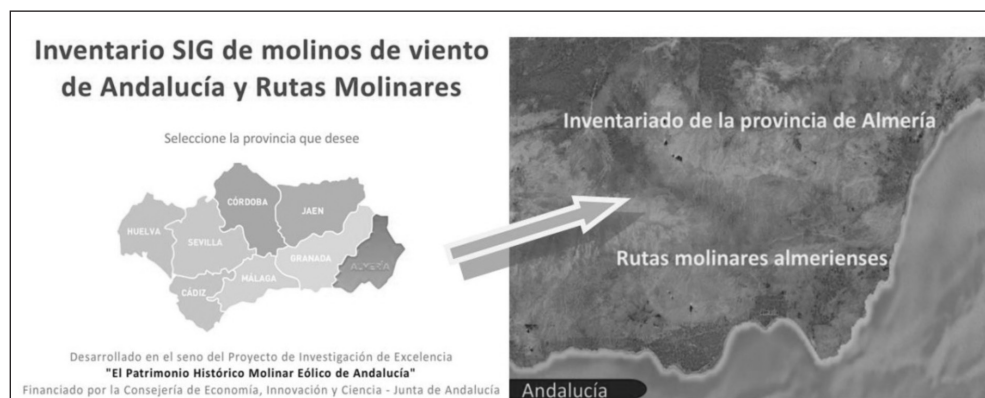 Inventario SIG de molinos de viento
de Andalucía y Rutas Molinares
Seleccione la provincia que desee
CÓRDOBA
JAEN
HUELVA
SEVILLA
GRANADA
ALMERÍA
MÁLAGA
CÁDIZ
Desarrollado en el seno del Proyecto de Investigación de Excelencia
"El Patrimonio Histórico Molinar Eólico de Andalucía"
Financiado por la Consejería de Economía, Innovación y Ciencia - Junta de Andalucía
Inventariado de la provincia de Almería
Rutas molinares almerienses
Andalucía